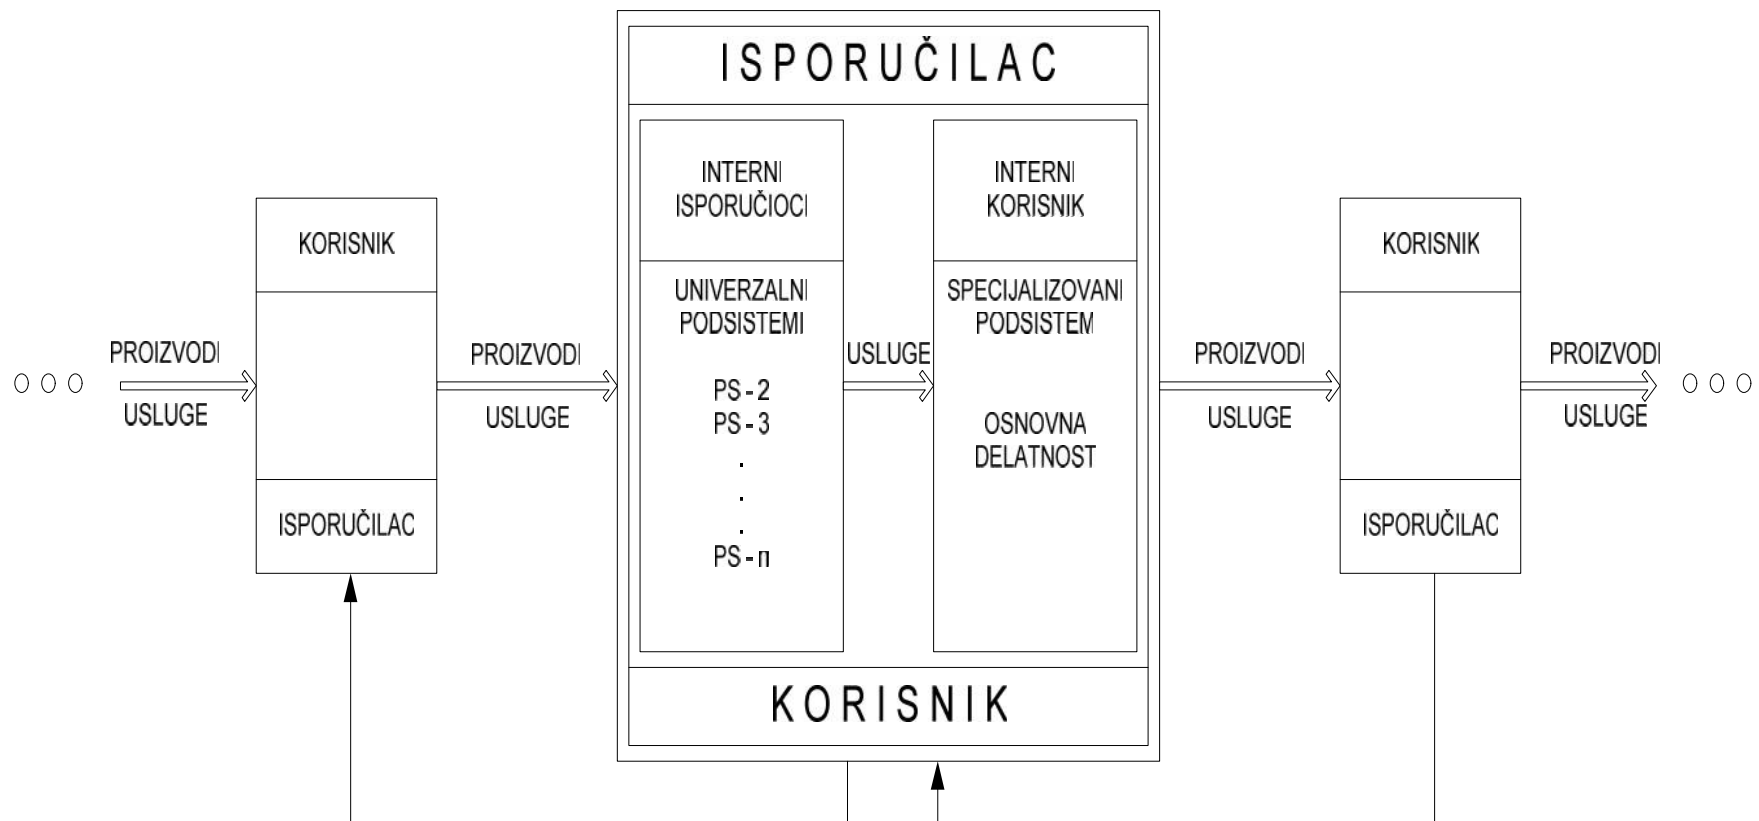 ISPORUČILAC
INTERNI
ISPORUČIOCI
INTERNI
KORISNIK
KORISNIK
KORISNIK
UNIVERZALNI
PODSISTEMI
SPECIJALIZOVANI
PODSISTEM
PROIZVODI
USLUGE
PROIZVODI
USLUGE
USLUGE
PROIZVODI
USLUGE
PROIZVODI
USLUGE
PS-2
PS-3
.
.
.
PS-n
OSNOVNA
DELATNOST
ISPORUČILAC
ISPORUČILAC
KORISNIK